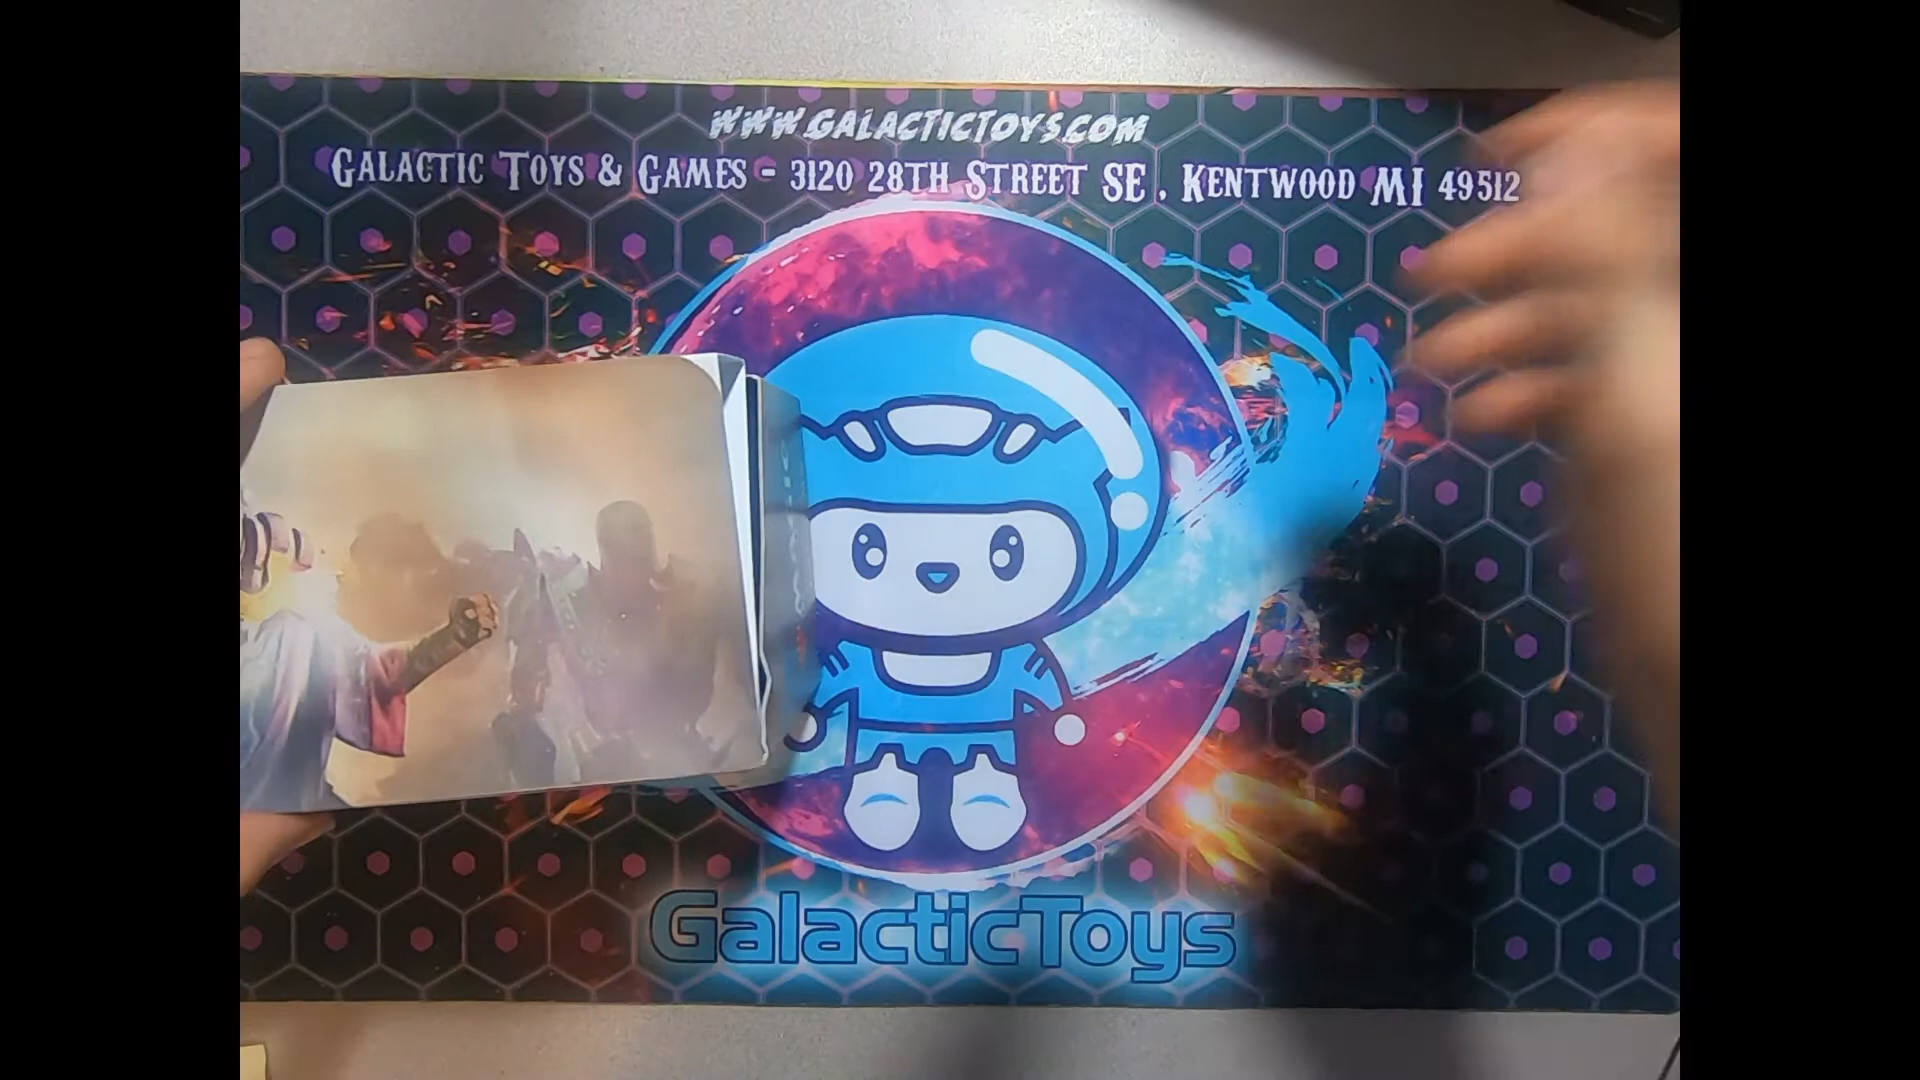 WWW.GALACTICTOYS.COM
GALACTIC TOYS & GAMES - 3120 28TH STREET SE , KENTWOOD MI 49512
GalacticToys